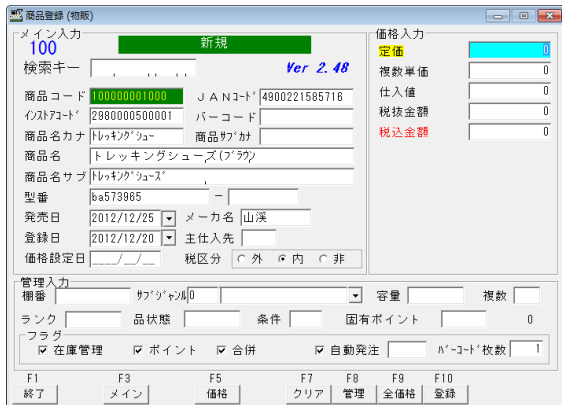 商品登録 (物販)
メイン入力
100
新規
検索キー , , , ,
Ver 2.48
商品コード 100000001000 JANｺｰﾄﾞ 4900221585716
ｲﾝｽﾄｱｺｰﾄﾞ 2980000500001 バーコード
商品名カナ ﾄﾚｯｷﾝｸﾞｼｭｰ 商品ｻﾌﾞｶﾅ
商品名 トレッキングシューズ(ﾌﾞﾗｳﾝ
商品名サブ ﾄﾚｯｷﾝｸﾞｼｭｰｽﾞ
型番 ba573965 -
発売日 2012/12/25 メーカ名 山渓
登録日 2012/12/20 主仕入先
価格設定日 ____/__/__ 税区分 外 内 非
価格入力
定価 0
複数単価 0
仕入値 0
税抜金額 0
税込金額 0
管理入力
棚番 ｻﾌﾞｼﾞｬﾝﾙ 0 容量 複数
ランク 品状態 条件 固有ポイント 0
フラグ
在庫管理 ポイント 合併 自動発注 ﾊﾞｰｺｰﾄﾞ枚数 1
F1 F3 F5 F7 F8 F9 F10
終了 メイン 価格 クリア 管理 全価格 登録